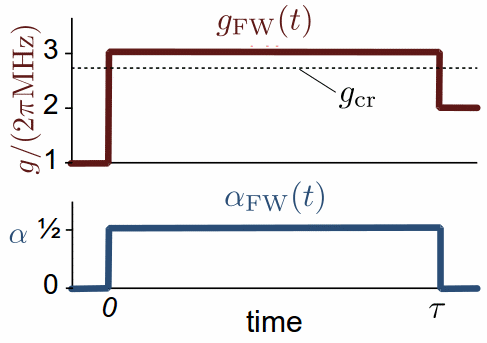 g_FW(t)
g/(2πMHz)
3
g_cr
2
1
α_FW(t)
α
½
0
0
τ
time